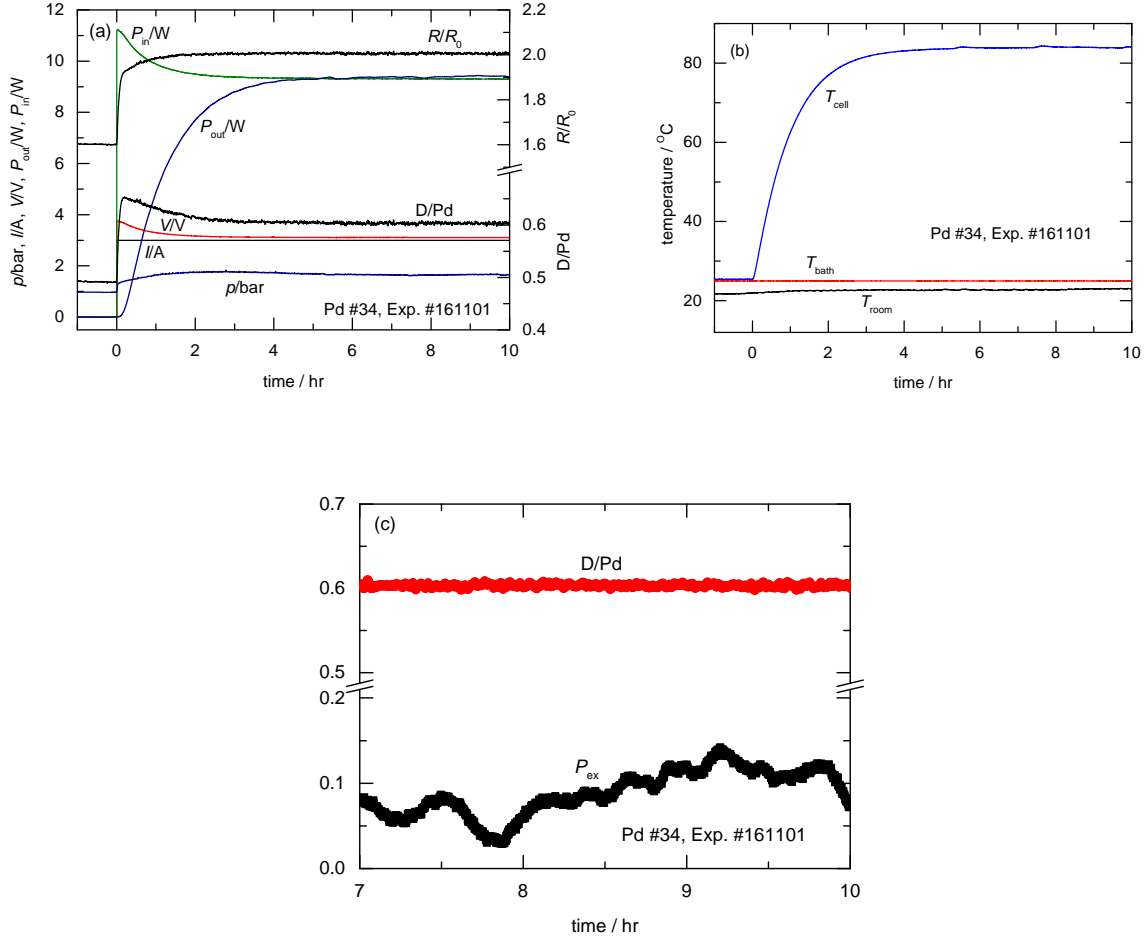 (a)
P_in/W
R/R_0
P_out/W
D/Pd
V/V
I/A
p/bar
Pd #34, Exp. #161101
12
10
8
6
4
2
0
p/bar, I/A, V/V, P_out/W, P_in/W
2.2
2.0
1.8
1.6
R/R_0
0.6
0.5
0.4
D/Pd
0 2 4 6 8 10
time / hr
(b)
T_cell
Pd #34, Exp. #161101
T_bath
T_room
80
60
40
20
temperature / °C
0 2 4 6 8 10
time / hr
(c)
0.7
D/Pd
0.6
0.5
0.2
P_ex
0.1
Pd #34, Exp. #161101
0.0
7 8 9 10
time / hr